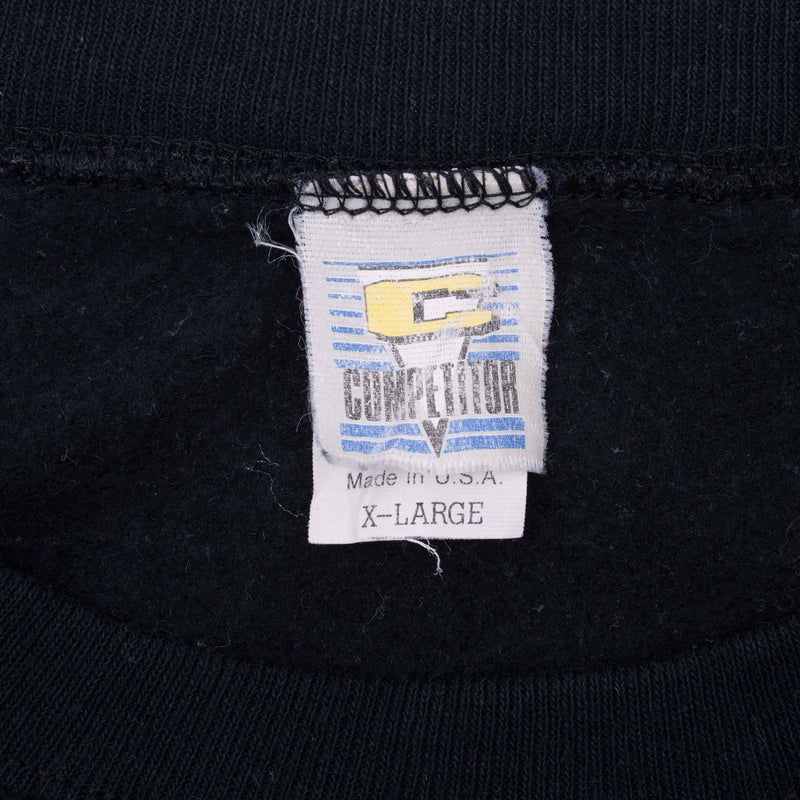 C
COMPETITOR
Made in U.S.A.
X-LARGE